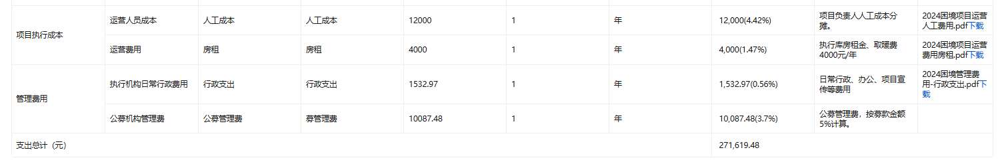 项目执行成本
运营人员成本
人工成本
人工成本
12000
1
年
12,000(4.42%)
项目负责人人工成本分
摊。
2024困境项目运营
人工费用.pdf下载
运营费用
房租
房租
4000
1
年
4,000(1.47%)
执行库房租金、取暖费
4000元/年
2024困境项目运营
费用房租.pdf下载
管理费用
执行机构日常行政费用
行政支出
行政支出
1532.97
1
年
1,532.97(0.56%)
日常行政、办公、项目宣
传等费用
2024困境管理费
用-行政支出.pdf下
载
公募机构管理费
公募管理费
募管理费
10087.48
1
年
10,087.48(3.7%)
公募管理费，按募款金额
5%计算。
支出总计（元）
271,619.48